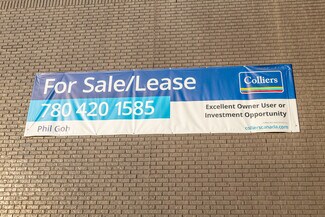 For Sale/Lease
Colliers
780 420 1585
Excellent Owner User or
Investment Opportunity
Phil Goh